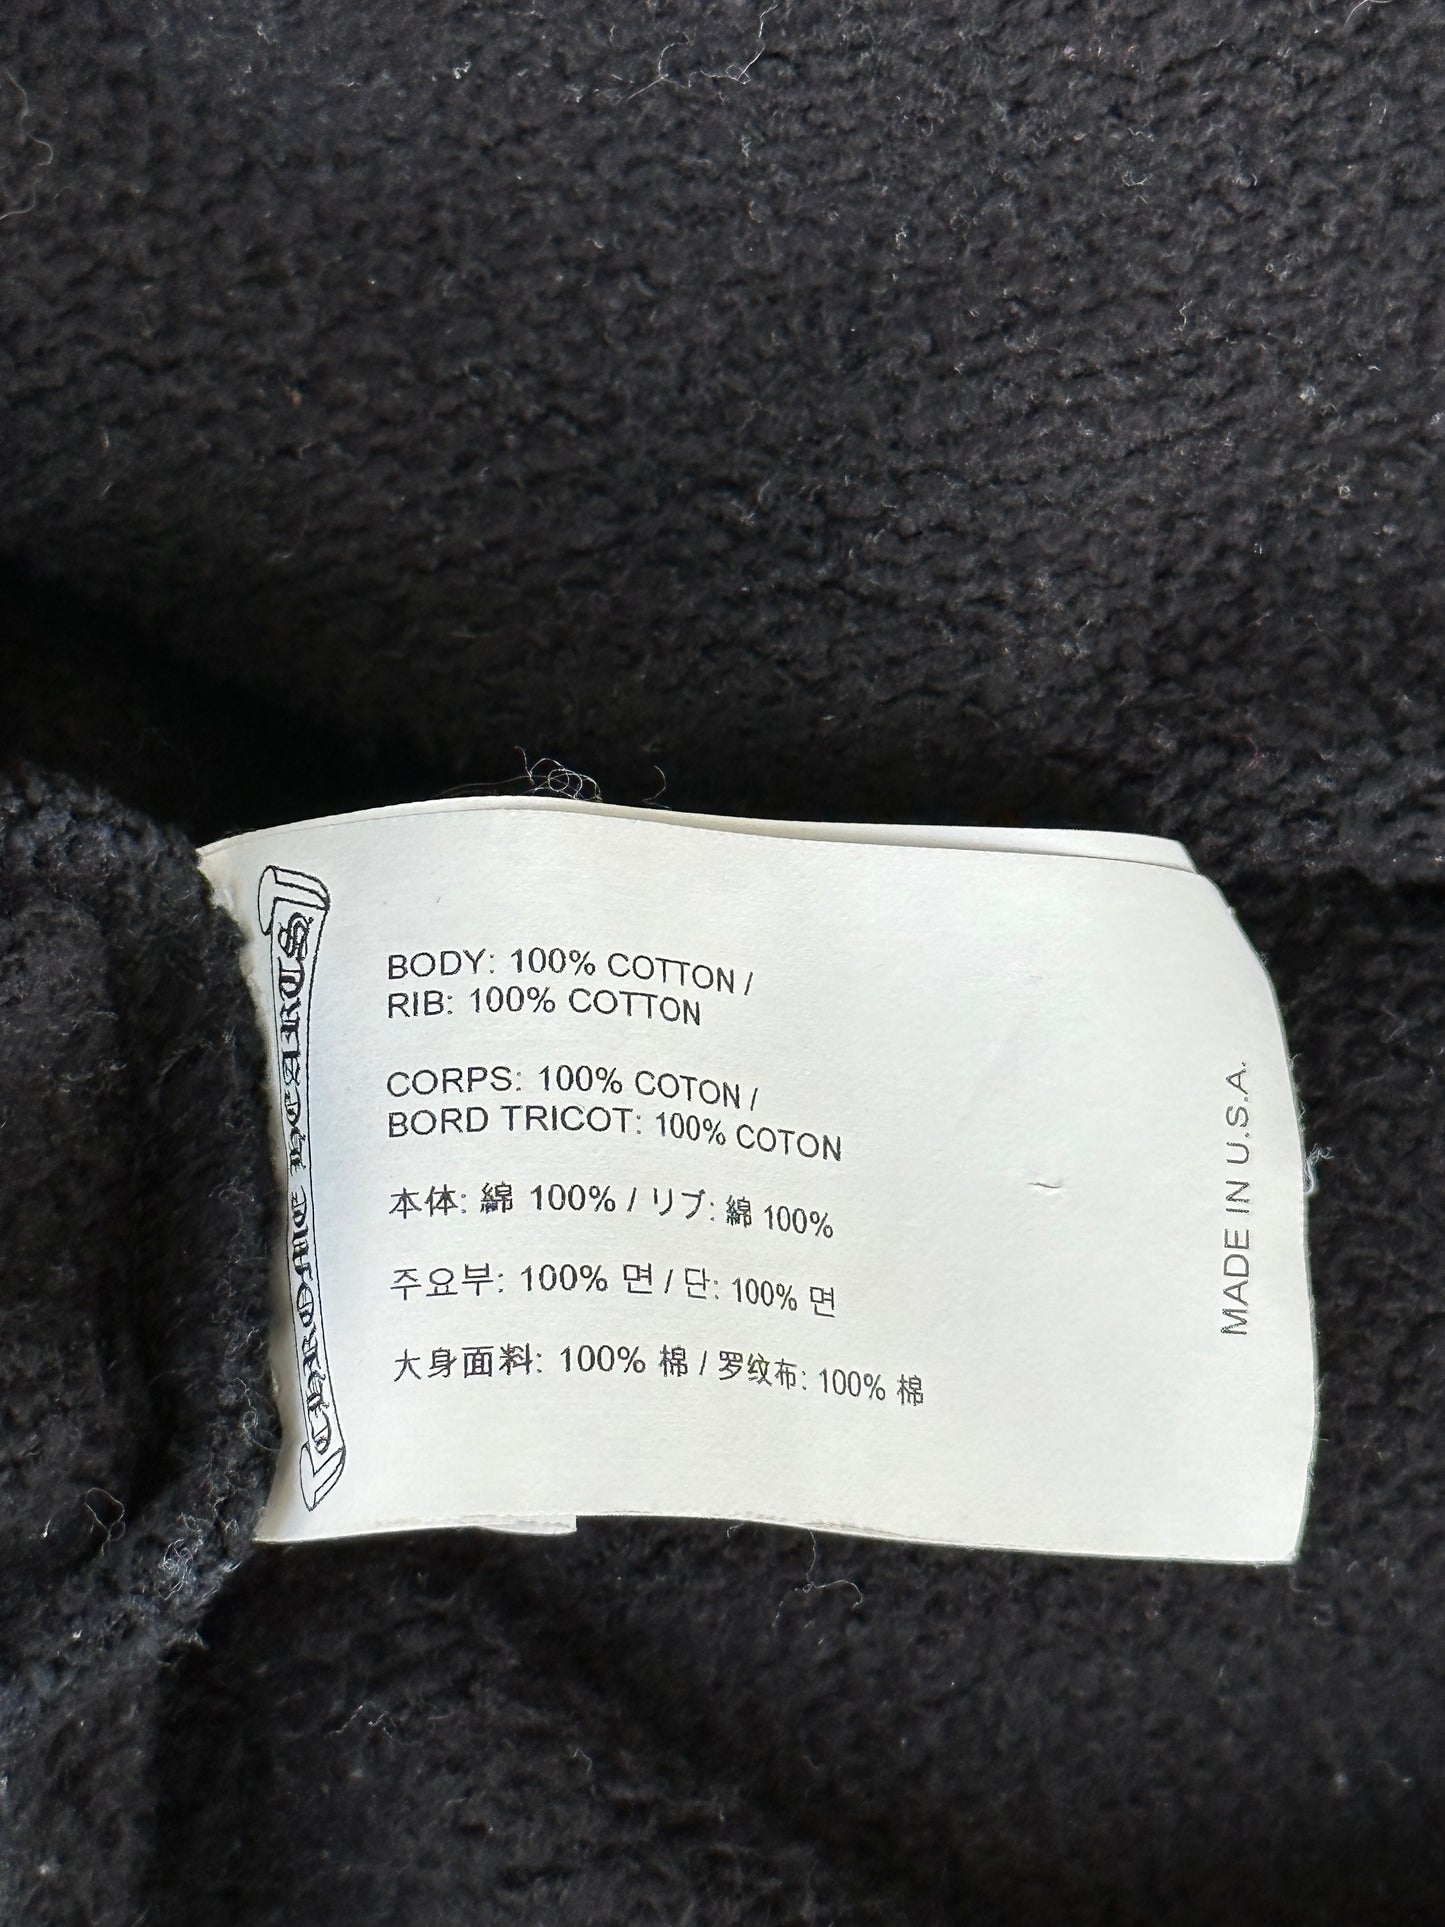 STRANGE DEFORMED
BODY: 100% COTTON /
RIB: 100% COTTON
CORPS: 100% COTON /
BORD TRICOT: 100% COTON
本体: 綿 100% / リブ: 綿 100%
주요부: 100% 면 / 단: 100% 면
大身面料: 100% 棉 / 罗纹布: 100% 棉
MADE IN U.S.A.